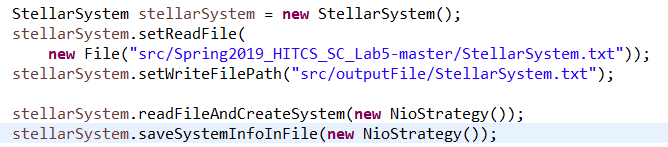 StellarSystem stellarSystem = new StellarSystem();
stellarSystem.setReadFile(
new File("src/Spring2019_HITCS_SC_Lab5-master/StellarSystem.txt"));
stellarSystem.setWriteFilePath("src/outputFile/StellarSystem.txt");
stellarSystem.readFileAndCreateSystem(new NioStrategy());
stellarSystem.saveSystemInfoInFile(new NioStrategy());